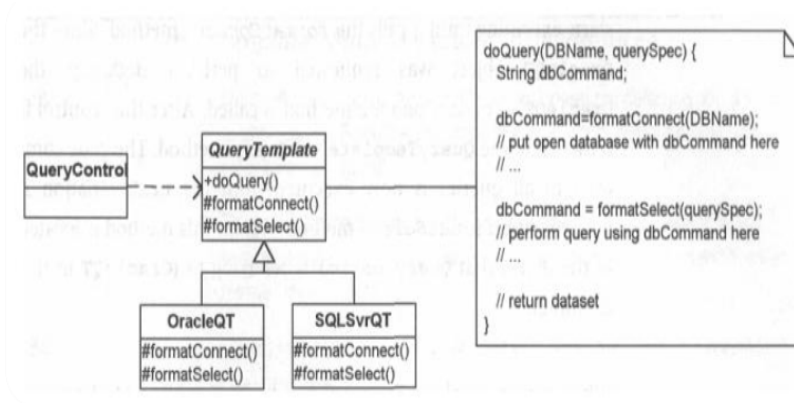 QueryControl
QueryTemplate
+doQuery()
#formatConnect()
#formatSelect()
OracleQT
#formatConnect()
#formatSelect()
SQLSvrQT
#formatConnect()
#formatSelect()
doQuery(DBName, querySpec) {
String dbCommand;
dbCommand=formatConnect(DBName);
// put open database with dbCommand here
// ...
dbCommand = formatSelect(querySpec);
// perform query using dbCommand here
// ...
// return dataset
}